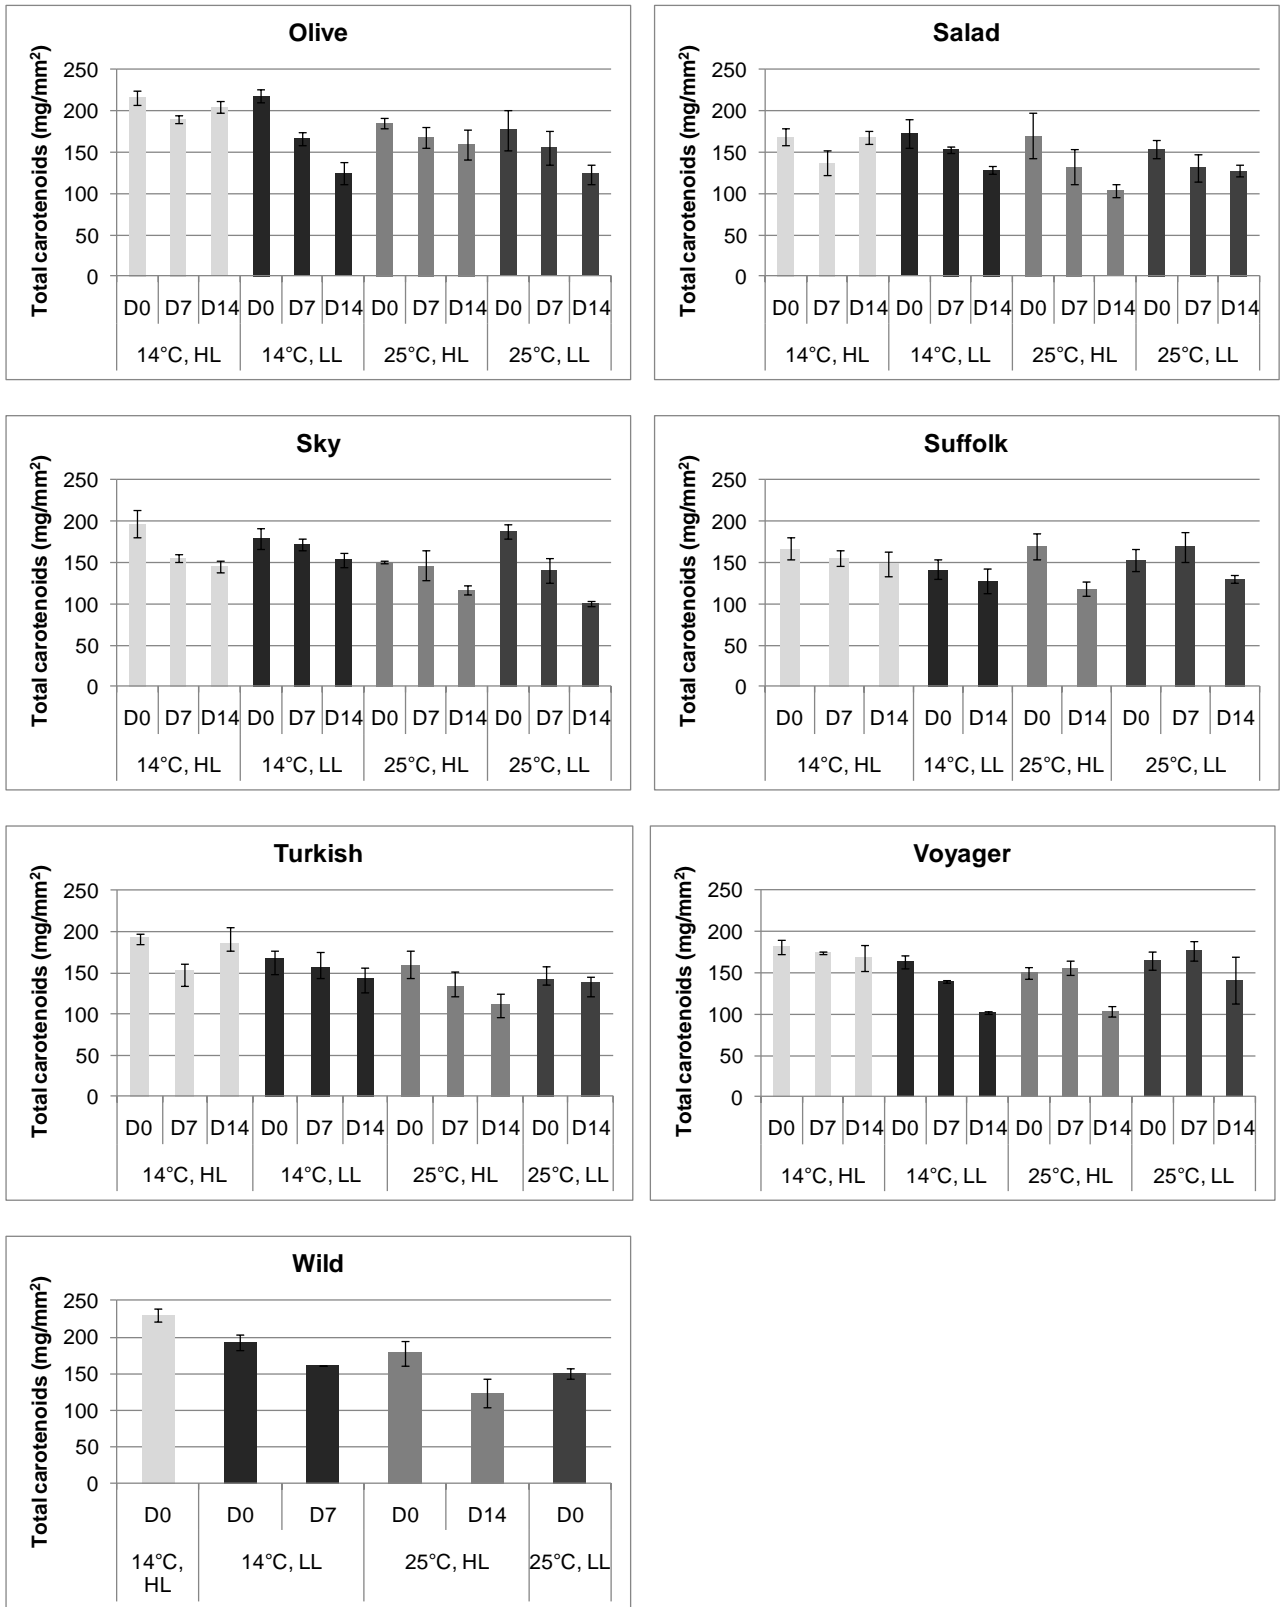 Olive
Total carotenoids (mg/mm²)
250
200
150
100
50
0
D0 D7 D14 D0 D7 D14 D0 D7 D14 D0 D7 D14
14°C, HL 14°C, LL 25°C, HL 25°C, LL
Salad
Total carotenoids (mg/mm²)
250
200
150
100
50
0
D0 D7 D14 D0 D7 D14 D0 D7 D14 D0 D7 D14
14°C, HL 14°C, LL 25°C, HL 25°C, LL
Sky
Total carotenoids (mg/mm²)
250
200
150
100
50
0
D0 D7 D14 D0 D7 D14 D0 D7 D14 D0 D7 D14
14°C, HL 14°C, LL 25°C, HL 25°C, LL
Suffolk
Total carotenoids (mg/mm²)
250
200
150
100
50
0
D0 D7 D14 D0 D14 D0 D14 D0 D7 D14
14°C, HL 14°C, LL 25°C, HL 25°C, LL
Turkish
Total carotenoids (mg/mm²)
250
200
150
100
50
0
D0 D7 D14 D0 D7 D14 D0 D7 D14 D0 D14
14°C, HL 14°C, LL 25°C, HL 25°C, LL
Voyager
Total carotenoids (mg/mm²)
250
200
150
100
50
0
D0 D7 D14 D0 D7 D14 D0 D7 D14 D0 D7 D14
14°C, HL 14°C, LL 25°C, HL 25°C, LL
Wild
Total carotenoids (mg/mm²)
250
200
150
100
50
0
D0 D0 D7 D0 D14 D0
14°C, 14°C, LL 25°C, HL 25°C, LL
HL